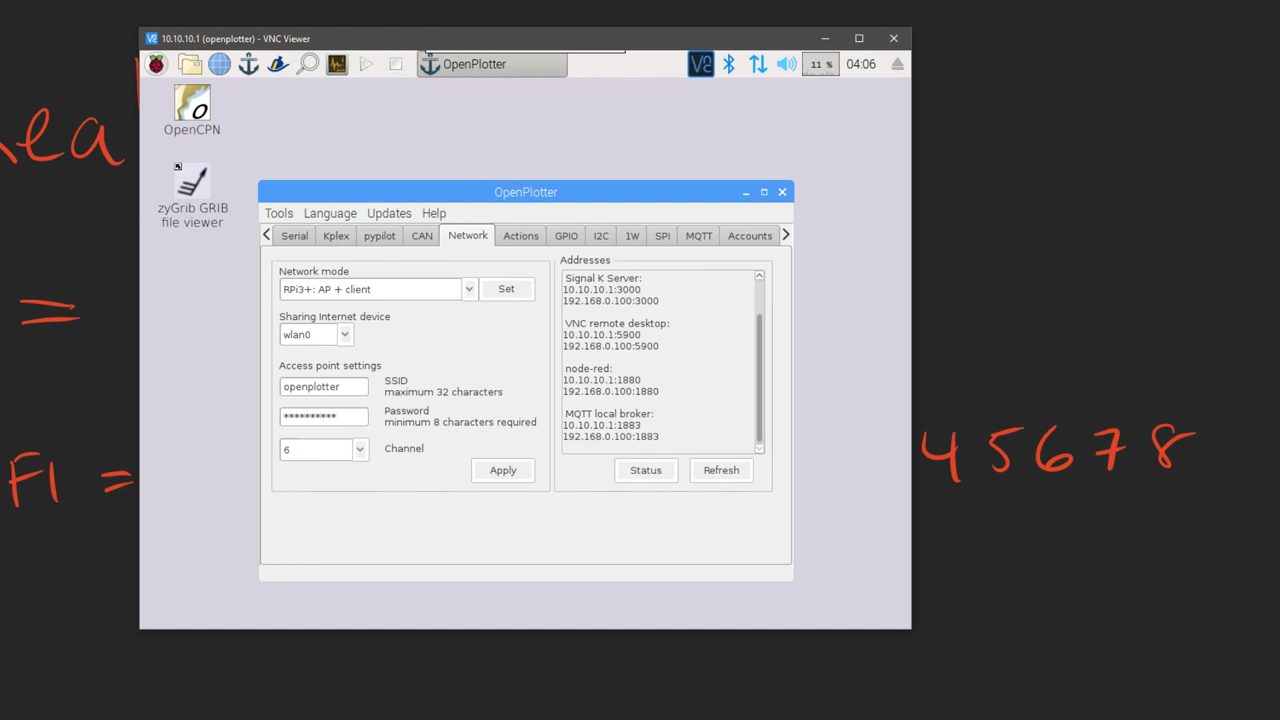 10.10.10.1 (openplotter) - VNC Viewer
OpenPlotter
11 %
04:06
OpenCPN
zyGrib GRIB
file viewer
ea
=
FI =
45678
OpenPlotter
Tools Language Updates Help
Serial Kplex pypilot CAN Network Actions GPIO I2C 1W SPI MQTT Accounts
Network mode
RPi3+: AP + client
Set
Sharing Internet device
wlan0
Access point settings
openplotter
SSID
maximum 32 characters
**********
Password
minimum 8 characters required
6
Channel
Apply
Addresses
Signal K Server:
10.10.10.1:3000
192.168.0.100:3000
VNC remote desktop:
10.10.10.1:5900
192.168.0.100:5900
node-red:
10.10.10.1:1880
192.168.0.100:1880
MQTT local broker:
10.10.10.1:1883
192.168.0.100:1883
Status
Refresh